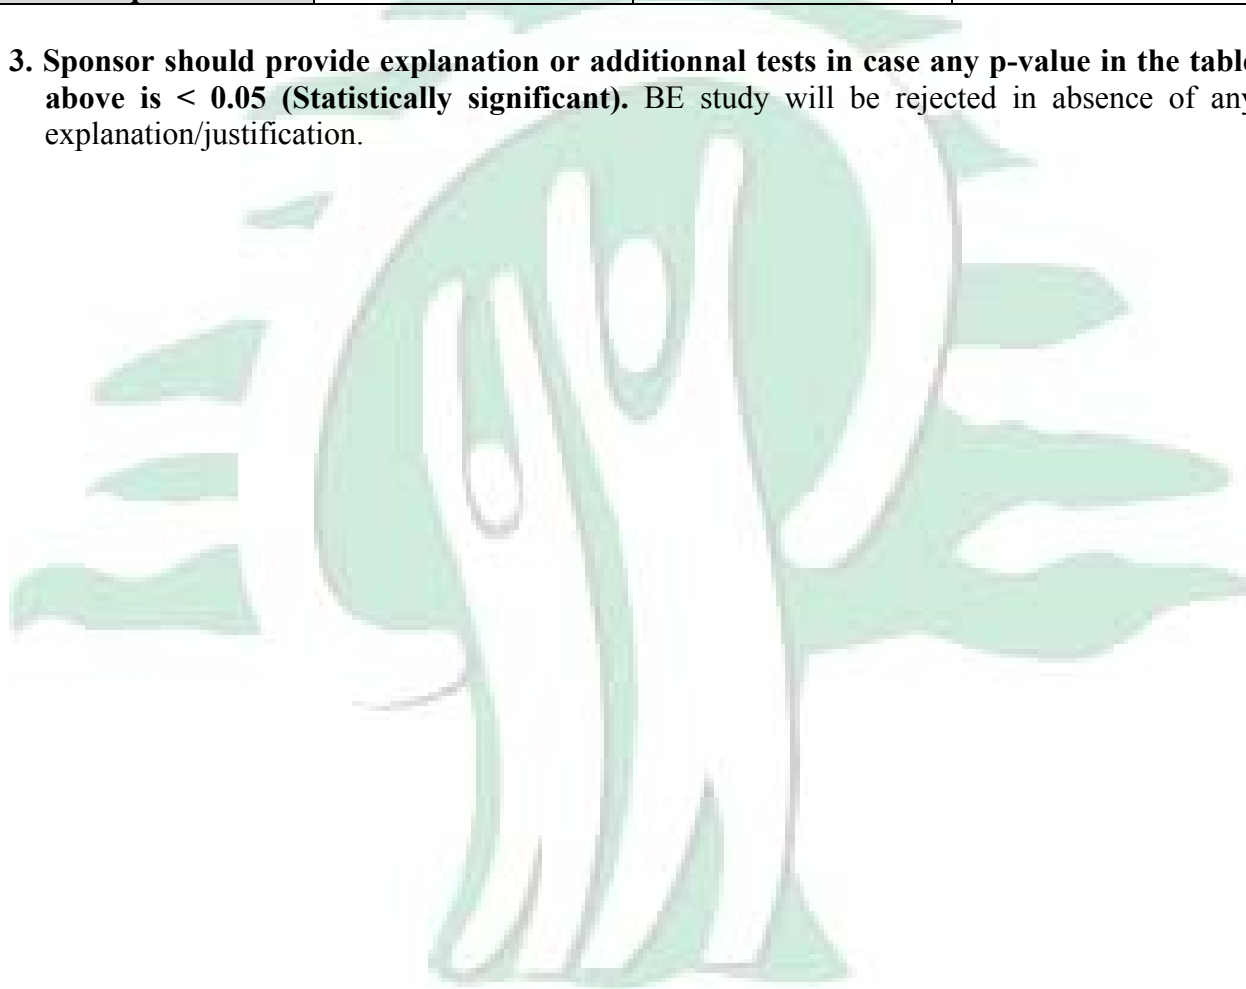 3. Sponsor should provide explanation or additionnal tests in case any p-value in the table
above is < 0.05 (Statistically significant). BE study will be rejected in absence of any
explanation/justification.